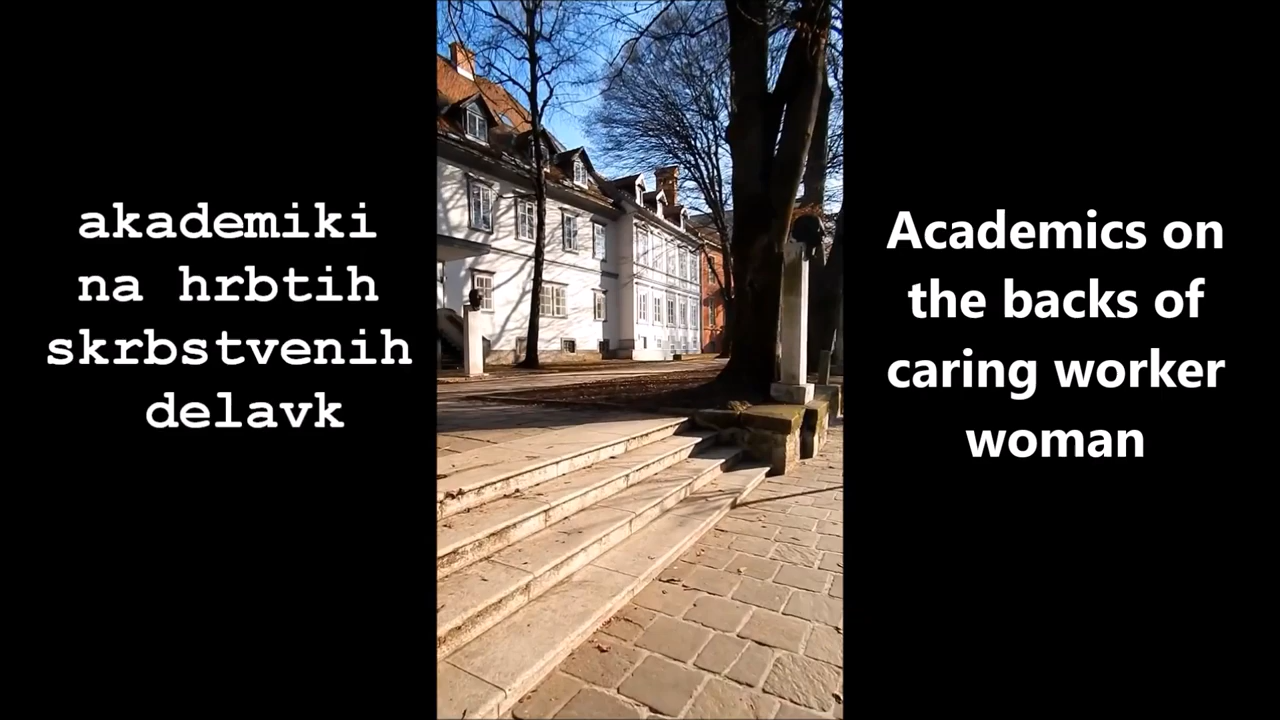 akademiki
na hrbtih
skrbstvenih
delavk
Academics on
the backs of
caring worker
woman